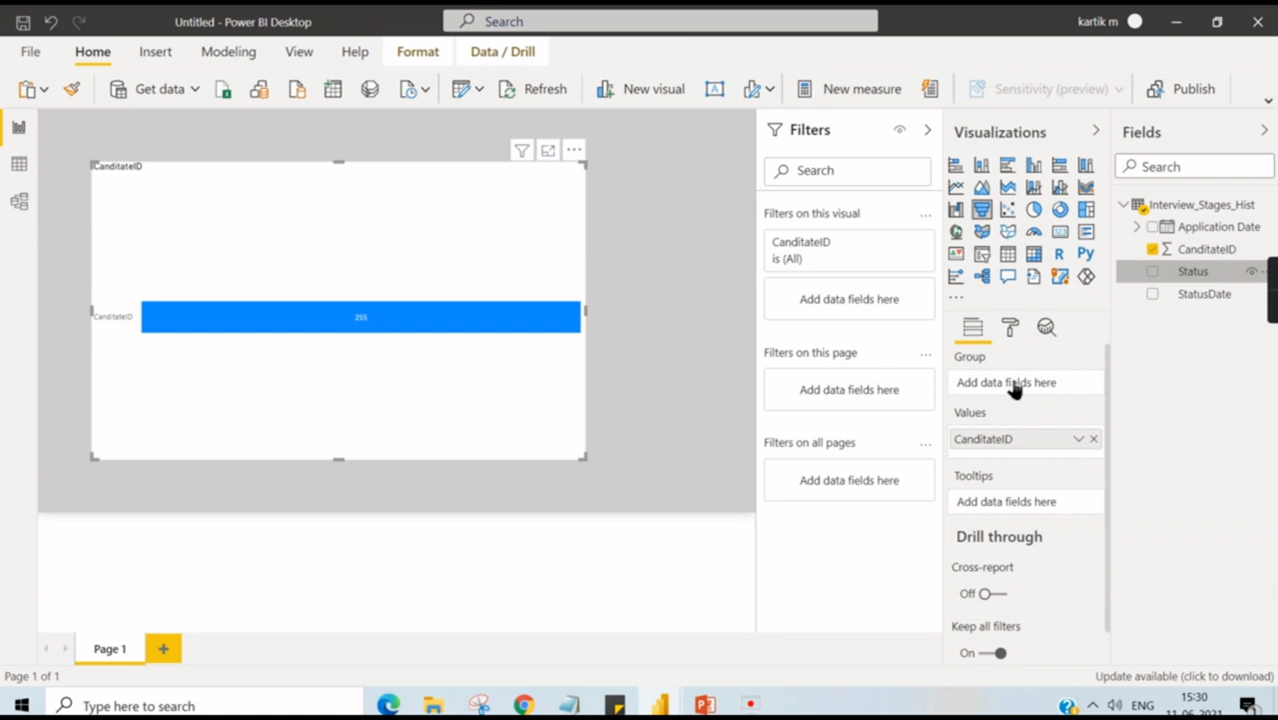 Untitled - Power BI Desktop
Search
kartik m
File
Home
Insert
Modeling
View
Help
Format
Data / Drill
Get data
Refresh
New visual
New measure
Sensitivity (preview)
Publish
CanditateID
CanditateID
255
Filters
Search
Filters on this visual
CanditateID
is (All)
Add data fields here
Filters on this page
Add data fields here
Filters on all pages
Add data fields here
Visualizations
R
Py
Group
Add data fields here
Values
CanditateID
Tooltips
Add data fields here
Drill through
Cross-report
Off
Keep all filters
On
Fields
Search
Interview_Stages_Hist
Application Date
CanditateID
Status
StatusDate
Page 1
Page 1 of 1
Update available (click to download)
Type here to search
ENG
15:30
11-06-2021